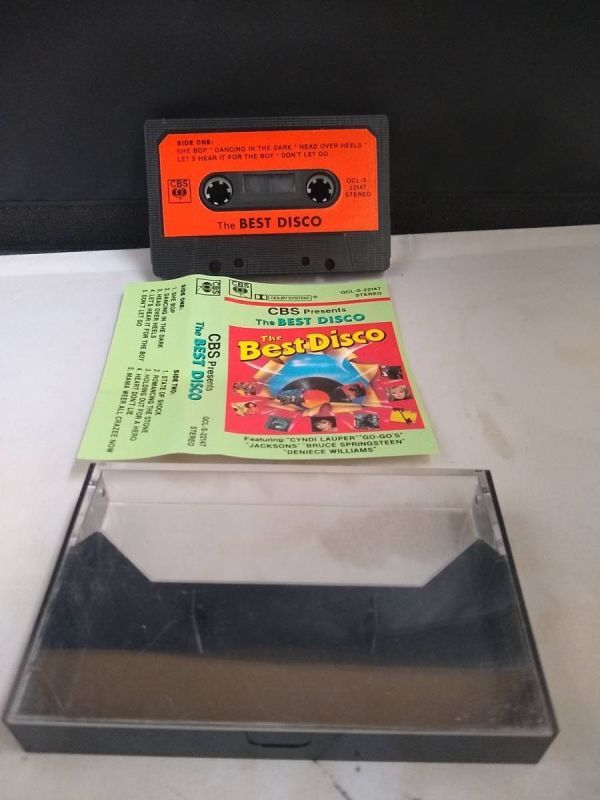 SIDE ONE:
SHE BOP * DANCING IN THE DARK * HEAD OVER HEELS *
LET'S HEAR IT FOR THE BOY * DON'T LET GO
CBS
QCL-S-
22147
STEREO
The BEST DISCO
CBS
CBS
DOLBY SYSTEM
QCL-S-22147
STEREO
CBS Presents
The BEST DISCO
The
Best Disco
Featuring: "CYNDI LAUPER" "GO-GO'S"
"JACKSONS" "BRUCE SPRINGSTEEN"
"DENIECE WILLIAMS"
CBS Presents
The BEST DISCO
QCL-S-22147
STEREO
SIDE ONE:
1. SHE BOP
2. DANCING IN THE DARK
3. HEAD OVER HEELS
4. LET'S HEAR IT FOR THE BOY
5. DON'T LET GO
SIDE TWO:
1. STATE OF SHOCK
2. ROMANCING THE STONE
3. HOLDING OUT FOR A HERO
4. HEART DON'T LIE
5. MAMA WEER ALL CRAZEE NOW